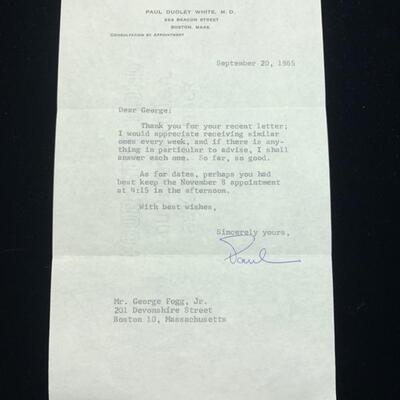 PAUL DUDLEY WHITE, M. D.
264 BEACON STREET
BOSTON, MASS.
CONSULTATION BY APPOINTMENT
September 20, 1965
Dear George:
Thank you for your recent letter;
I would appreciate receiving similar
ones every week, and if there is any-
thing in particular to advise, I shall
answer each one. So far, so good.
As for dates, perhaps you had
best keep the November 8 appointment
at 4:15 in the afternoon.
With best wishes,
Sincerely yours,
Paul
Mr. George Fogg, Jr.
201 Devonshire Street
Boston 10, Massachusetts